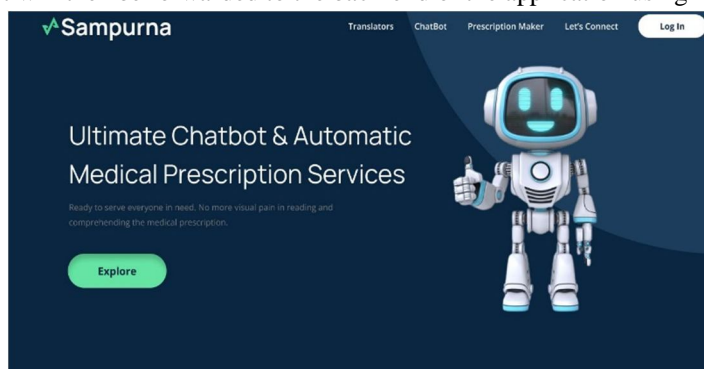 Sampurna
Translators ChatBot Prescription Maker Let's Connect Log In
Ultimate Chatbot & Automatic
Medical Prescription Services
Ready to serve everyone in need. No more visual pain in reading and
comprehending the medical prescription.
Explore